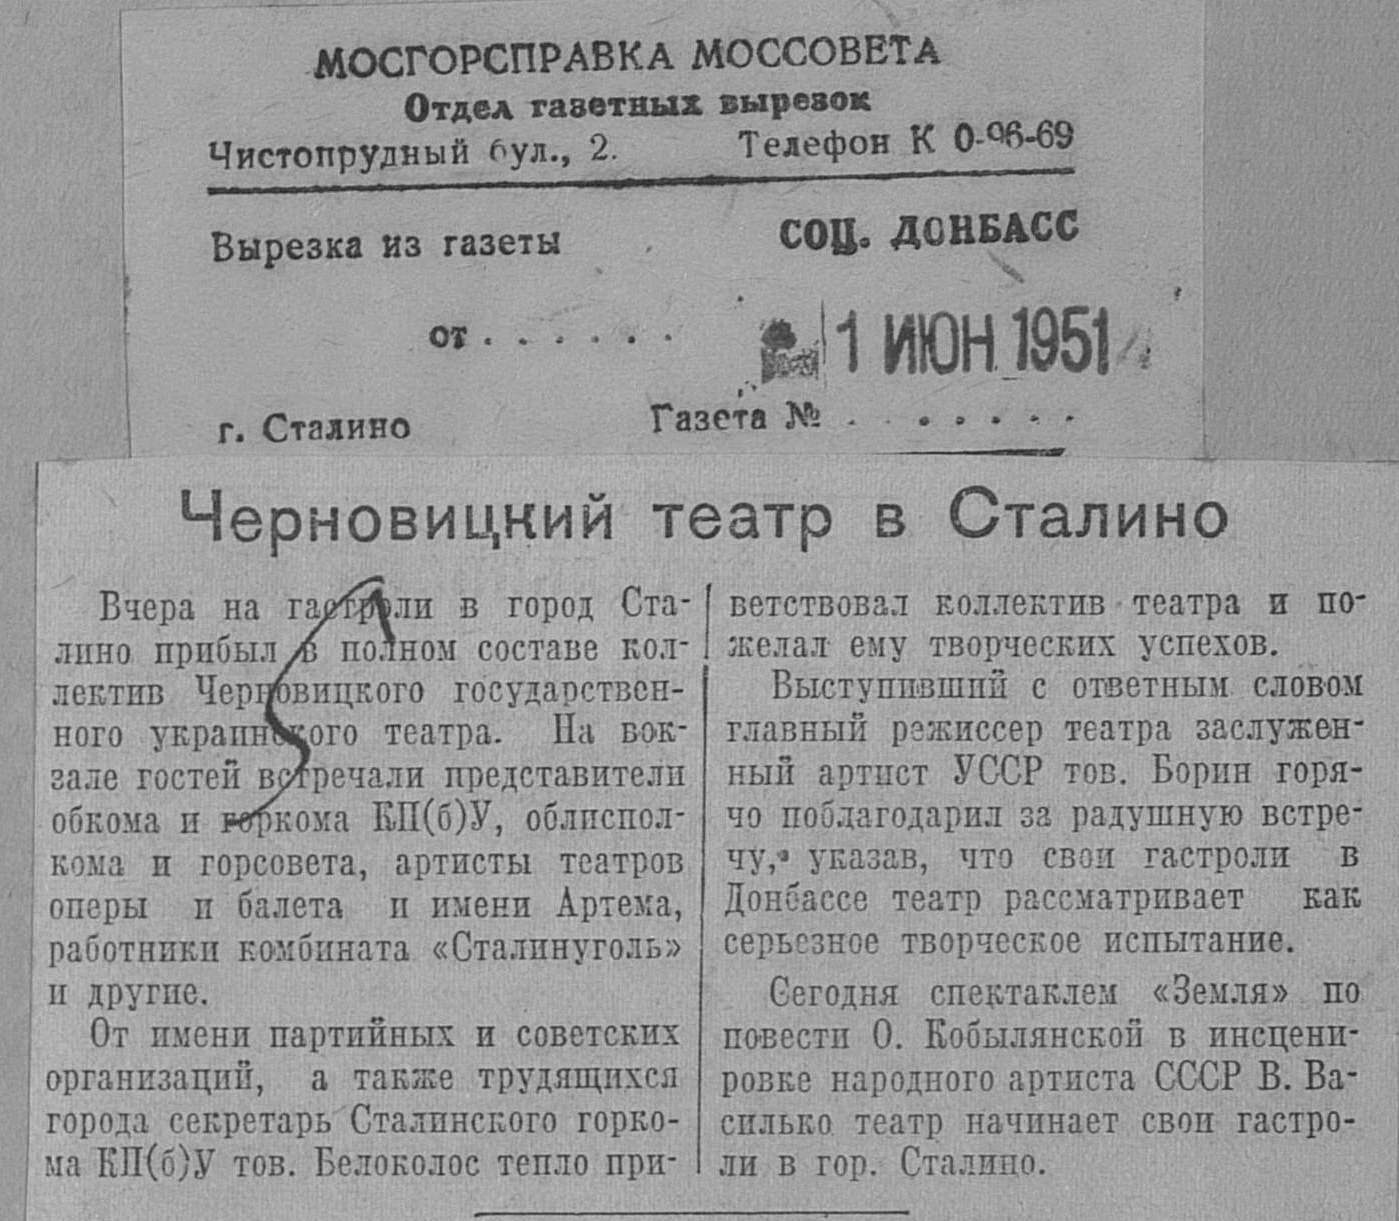 МОСГОРСПРАВКА МОССОВЕТА
Отдел газетных вырезок
Чистопрудный бул., 2. Телефон К 0-96-69
Вырезка из газеты СОЦ. ДОНБАСС
от . . . . . . 1 ИЮН 1951
г. Сталино Газета № . . . . . . .
Черновицкий театр в Сталино
Вчера на гастроли в город Ста-
лино прибыл в полном составе кол-
лектив Черновицкого государствен-
ного украинского театра. На вок-
зале гостей встречали представители
обкома и горкома КП(б)У, облиспол-
кома и горсовета, артисты театров
оперы и балета и имени Артема,
работники комбината «Сталинуголь»
и другие.
От имени партийных и советских
организаций, а также трудящихся
города секретарь Сталинского горко-
ма КП(б)У тов. Белоколос тепло при-
ветствовал коллектив театра и по-
желал ему творческих успехов.
Выступивший с ответным словом
главный режиссер театра заслужен-
ный артист УССР тов. Борин горя-
чо поблагодарил за радушную встре-
чу, указав, что свои гастроли в
Донбассе театр рассматривает как
серьезное творческое испытание.
Сегодня спектаклем «Земля» по
повести О. Кобылянской в инсцени-
ровке народного артиста СССР В. Ва-
силько театр начинает свои гастро-
ли в гор. Сталино.